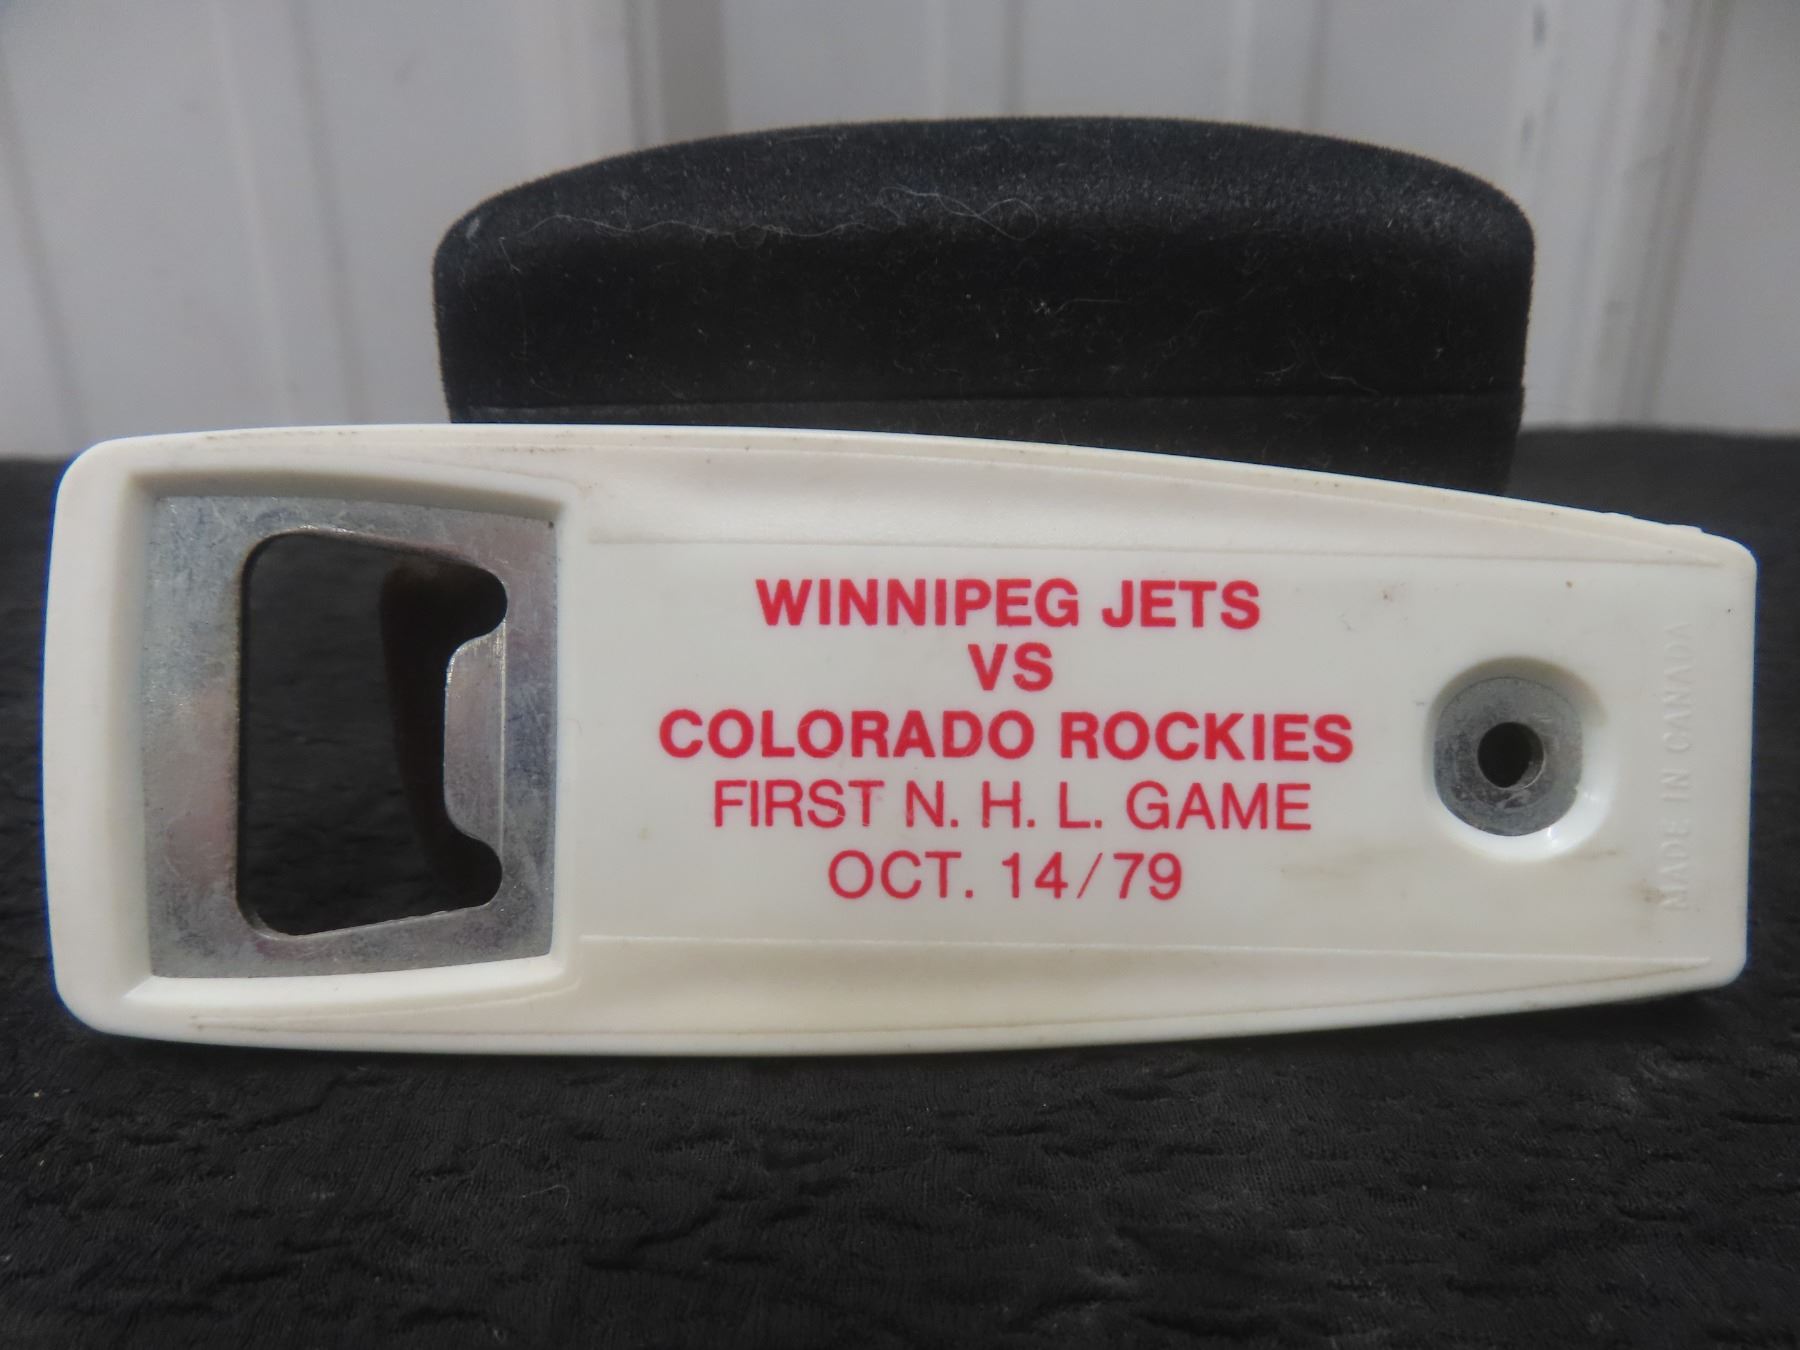 WINNIPEG JETS
VS
COLORADO ROCKIES
FIRST N. H. L. GAME
OCT. 14/79
MADE IN CANADA